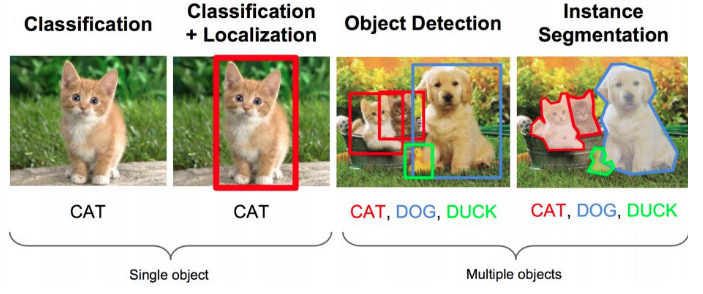 Classification
Classification
+ Localization
Object Detection
Instance
Segmentation
CAT
CAT
CAT, DOG, DUCK
CAT, DOG, DUCK
Single object
Multiple objects